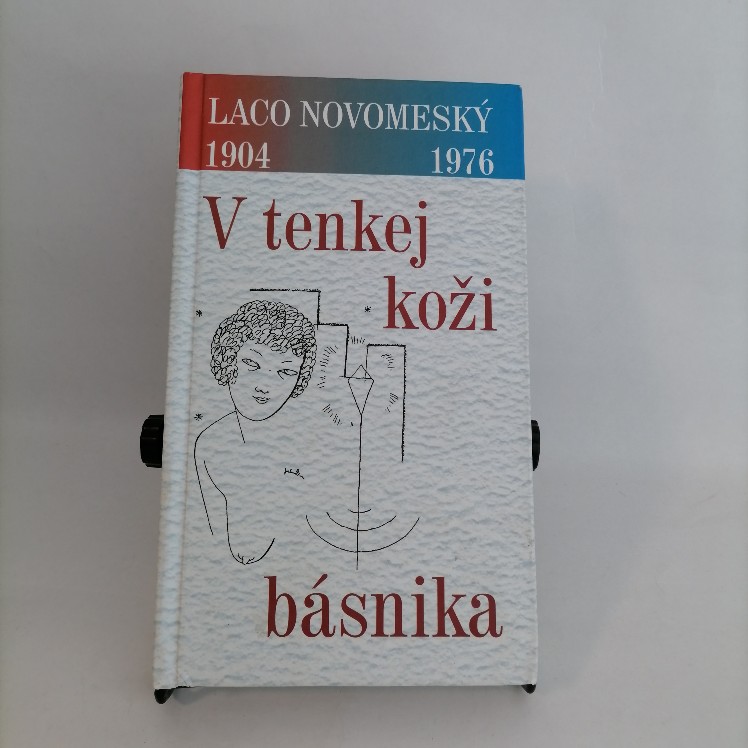 LACO NOVOMESKÝ
1904 1976
V tenkej
koži
básnika